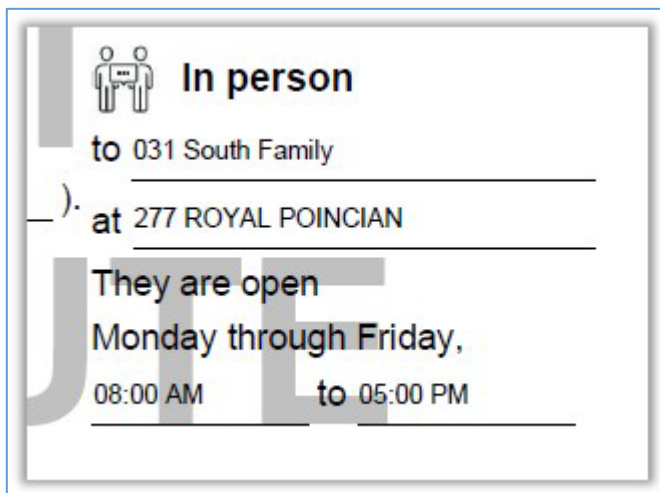 In person
to 031 South Family
_ ).
at 277 ROYAL POINCIAN
They are open
Monday through Friday,
08:00 AM to 05:00 PM